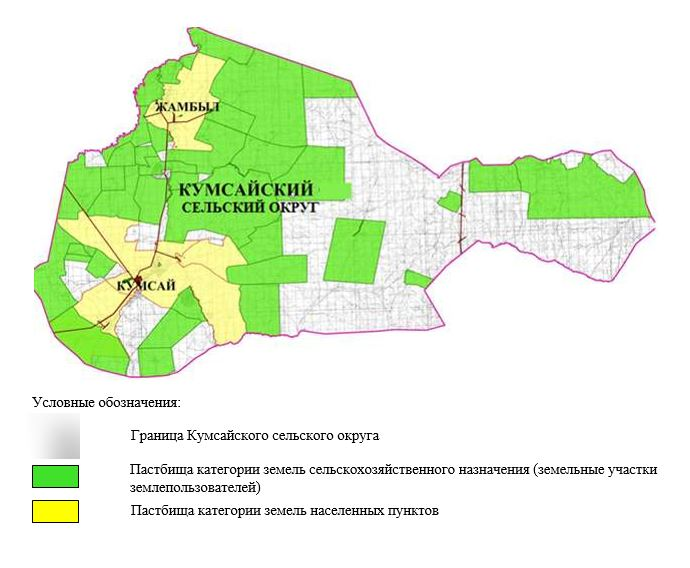 ЖАМБЫЛ
КУМСАЙСКИЙ
СЕЛЬСКИЙ ОКРУГ
КУМСАЙ
Условные обозначения:
Граница Кумсайского сельского округа
Пастбища категории земель сельскохозяйственного назначения (земельные участки
землепользователей)
Пастбища категории земель населенных пунктов